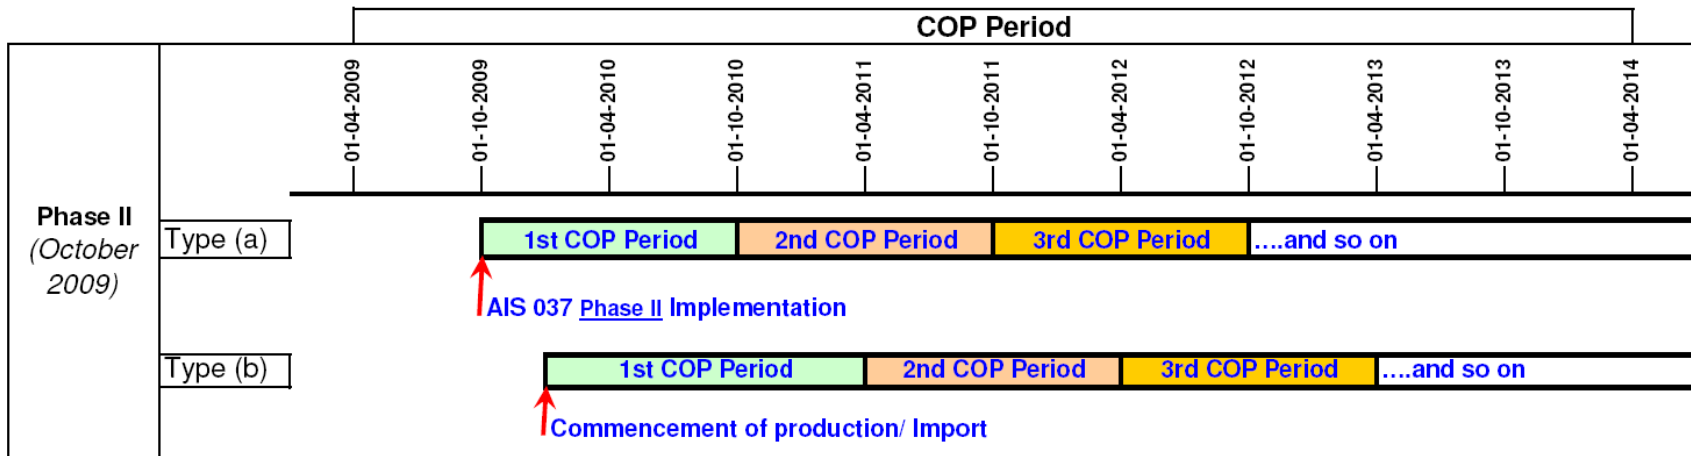 COP Period
01-04-2009
01-10-2009
01-04-2010
01-10-2010
01-04-2011
01-10-2011
01-04-2012
01-10-2012
01-04-2013
01-10-2013
01-04-2014
Phase II
(October
2009)
Type (a)
1st COP Period
2nd COP Period
3rd COP Period
....and so on
AIS 037 Phase II Implementation
Type (b)
1st COP Period
2nd COP Period
3rd COP Period
....and so on
Commencement of production/ Import